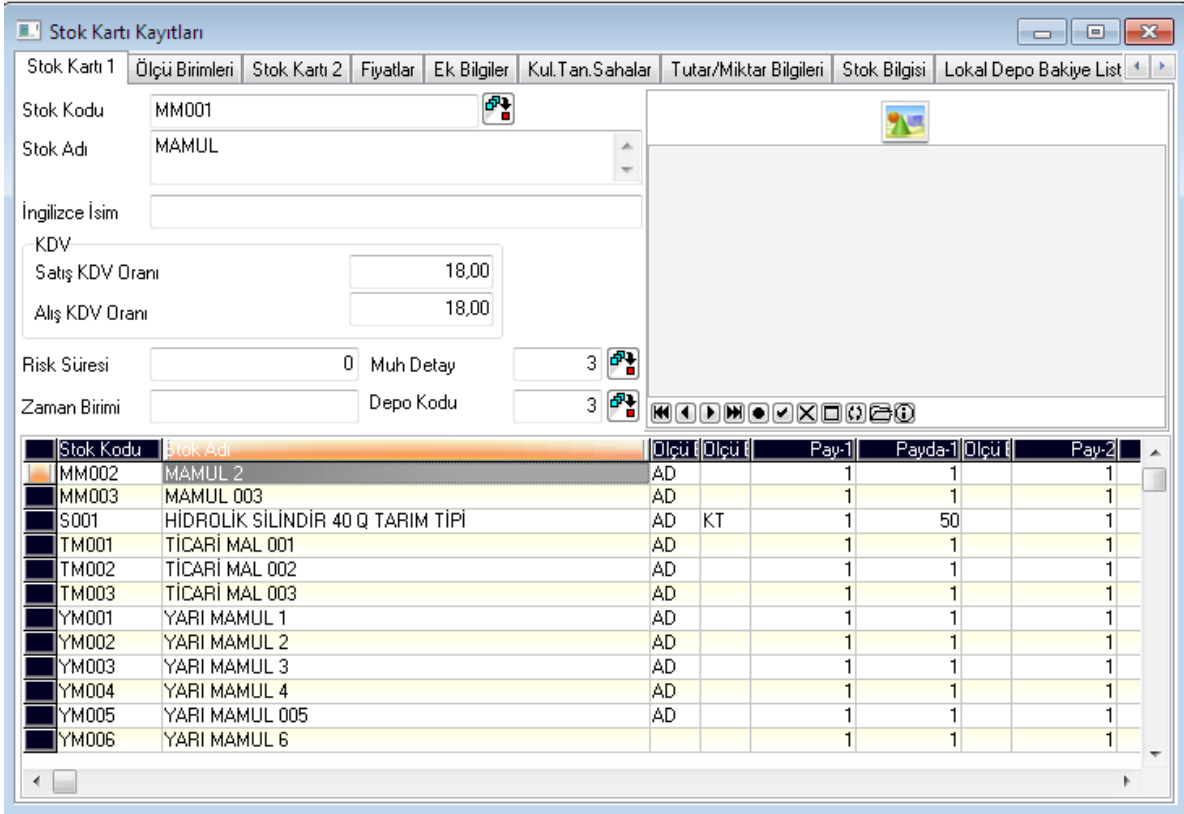 Stok Kartı Kayıtları
Stok Kartı 1 Ölçü Birimleri Stok Kartı 2 Fiyatlar Ek Bilgiler Kul.Tan.Sahalar Tutar/Miktar Bilgileri Stok Bilgisi Lokal Depo Bakiye List
Stok Kodu MM001
Stok Adı MAMUL
İngilizce İsim
KDV
Satış KDV Oranı 18,00
Alış KDV Oranı 18,00
Risk Süresi 0 Muh Detay 3
Zaman Birimi Depo Kodu 3
Stok Kodu Stok Adı Ölçü Ölçü Pay-1 Payda-1 Ölçü Pay-2
MM002 MAMUL 2 AD 1 1 1
MM003 MAMUL 003 AD 1 1 1
S001 HİDROLİK SİLİNDİR 40 Q TARIM TİPİ AD KT 1 50 1
TM001 TİCARİ MAL 001 AD 1 1 1
TM002 TİCARİ MAL 002 AD 1 1 1
TM003 TİCARİ MAL 003 AD 1 1 1
YM001 YARI MAMUL 1 AD 1 1 1
YM002 YARI MAMUL 2 AD 1 1 1
YM003 YARI MAMUL 3 AD 1 1 1
YM004 YARI MAMUL 4 AD 1 1 1
YM005 YARI MAMUL 005 AD 1 1 1
YM006 YARI MAMUL 6 1 1 1